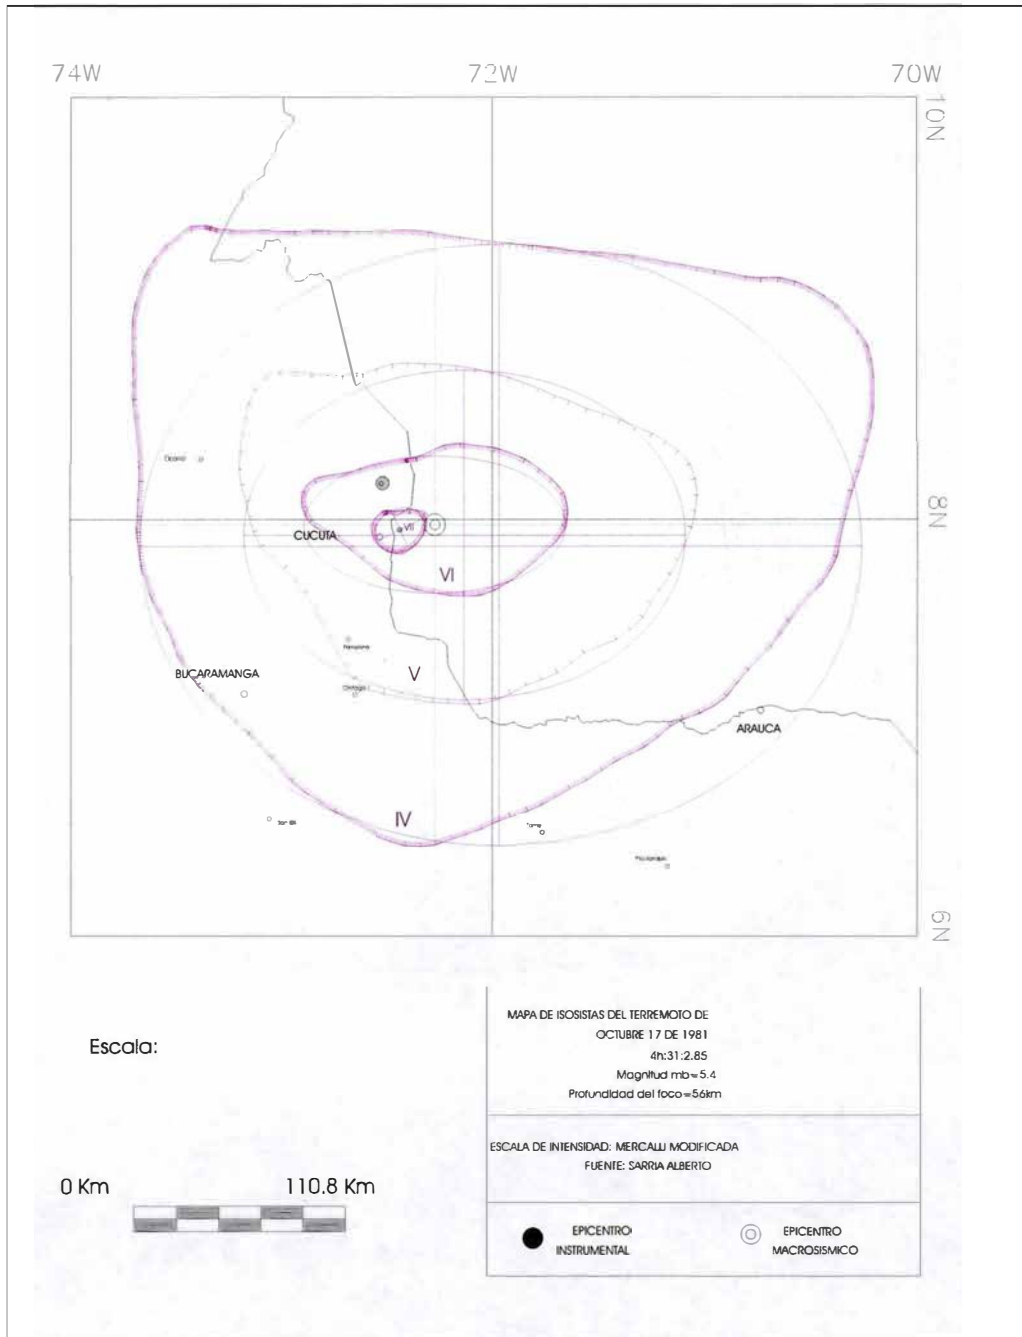 74W
72W
70W
10N
8N
6N
VII
CUCUTA
VI
V
BUCARAMANGA
ARAUCA
IV
MAPA DE ISOSISTAS DEL TERREMOTO DE
OCTUBRE 17 DE 1981
4h:31:2.85
Magnitud mb=5.4
Profundidad del foco=56km
Escala:
ESCALA DE INTENSIDAD: MERCALLI MODIFICADA
FUENTE: SARRIA ALBERTO
0 Km
110.8 Km
EPICENTRO
INSTRUMENTAL
EPICENTRO
MACROSISMICO